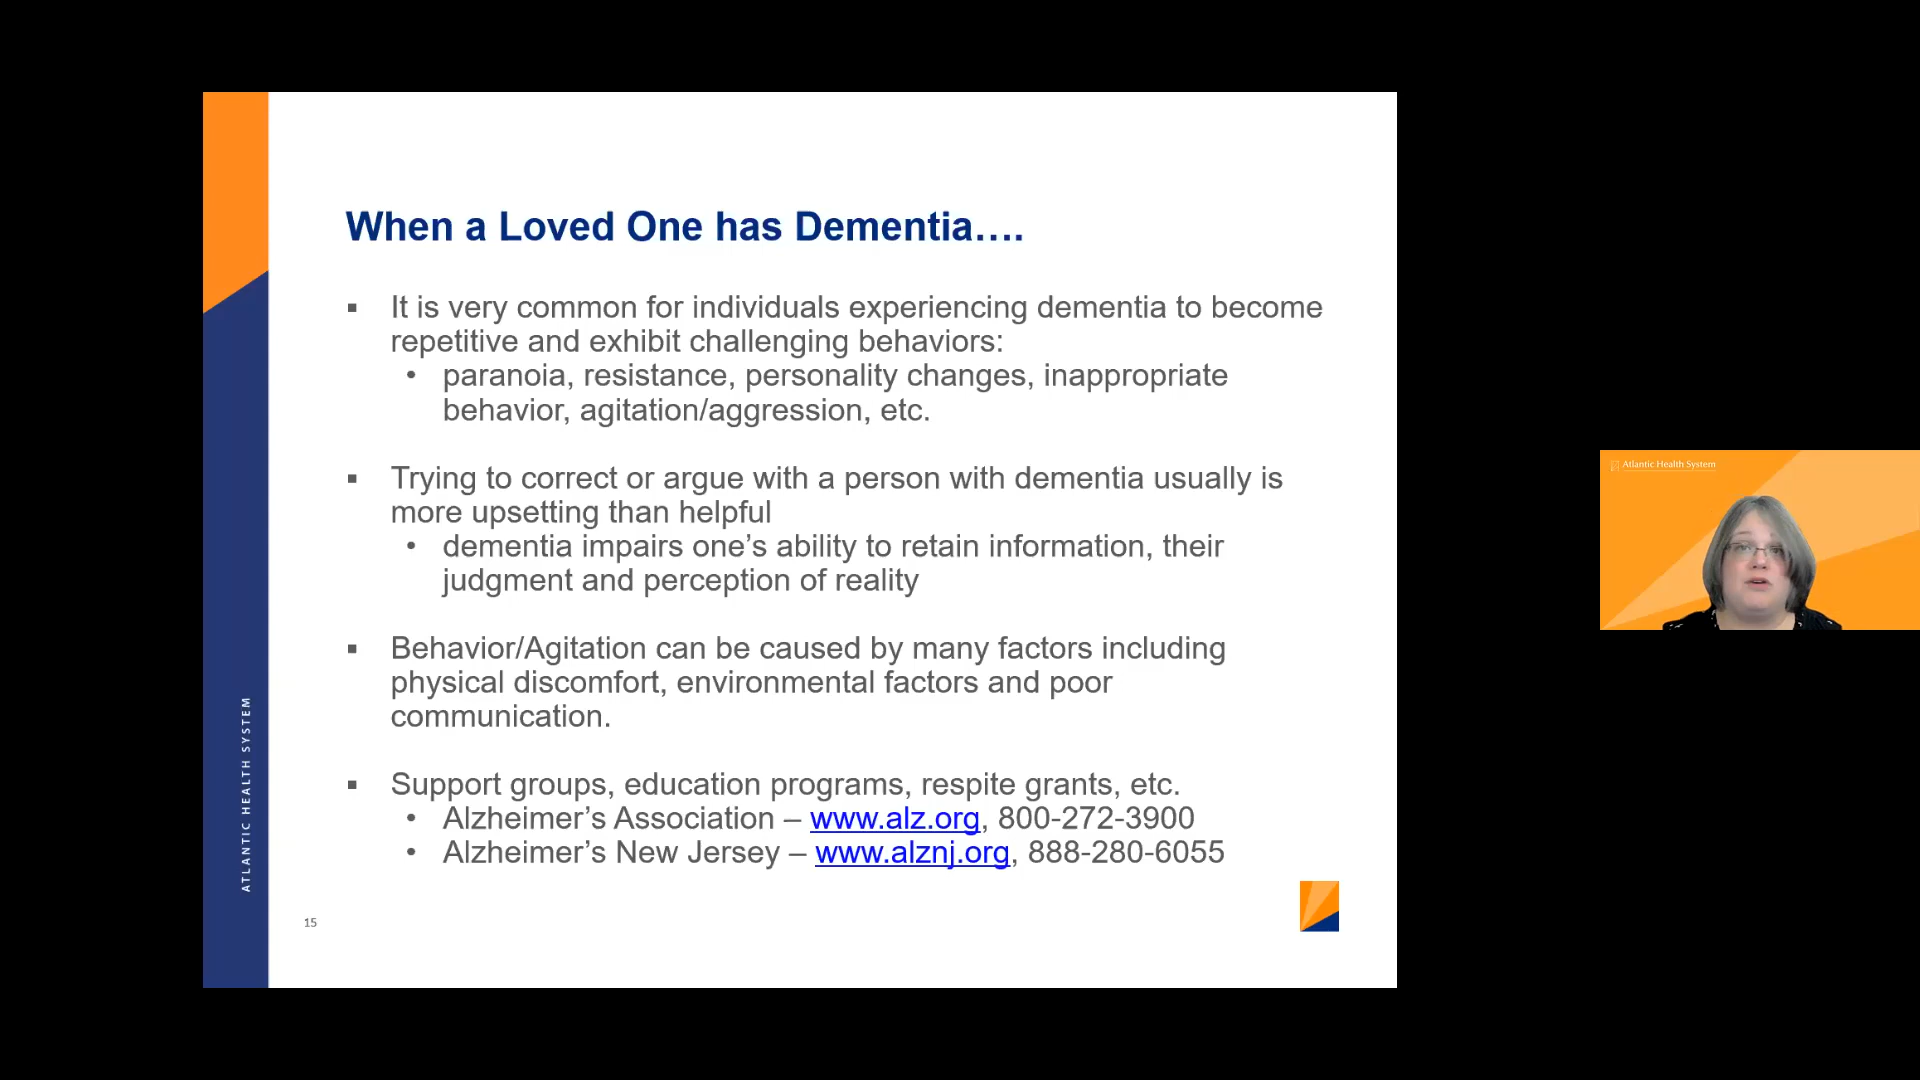 When a Loved One has Dementia….
▪ It is very common for individuals experiencing dementia to become
repetitive and exhibit challenging behaviors:
• paranoia, resistance, personality changes, inappropriate
behavior, agitation/aggression, etc.
▪ Trying to correct or argue with a person with dementia usually is
more upsetting than helpful
• dementia impairs one’s ability to retain information, their
judgment and perception of reality
▪ Behavior/Agitation can be caused by many factors including
physical discomfort, environmental factors and poor
communication.
▪ Support groups, education programs, respite grants, etc.
• Alzheimer’s Association – www.alz.org, 800-272-3900
• Alzheimer’s New Jersey – www.alznj.org, 888-280-6055
15
ATLANTIC HEALTH SYSTEM
Atlantic Health System